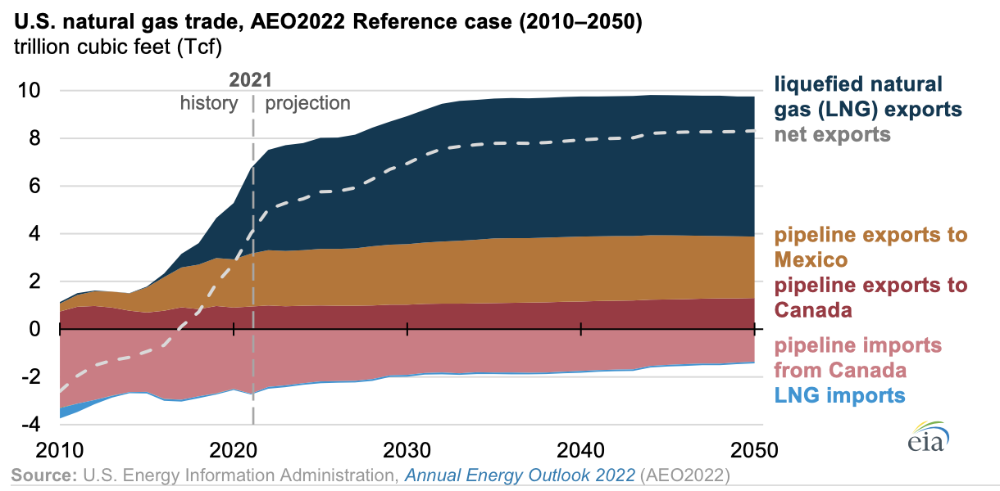 U.S. natural gas trade, AEO2022 Reference case (2010–2050)
trillion cubic feet (Tcf)
2021
history projection
10
8
6
4
2
0
-2
-4
2010 2020 2030 2040 2050
liquefied natural
gas (LNG) exports
net exports
pipeline exports to
Mexico
pipeline exports to
Canada
pipeline imports
from Canada
LNG imports
eia
Source: U.S. Energy Information Administration, Annual Energy Outlook 2022 (AEO2022)